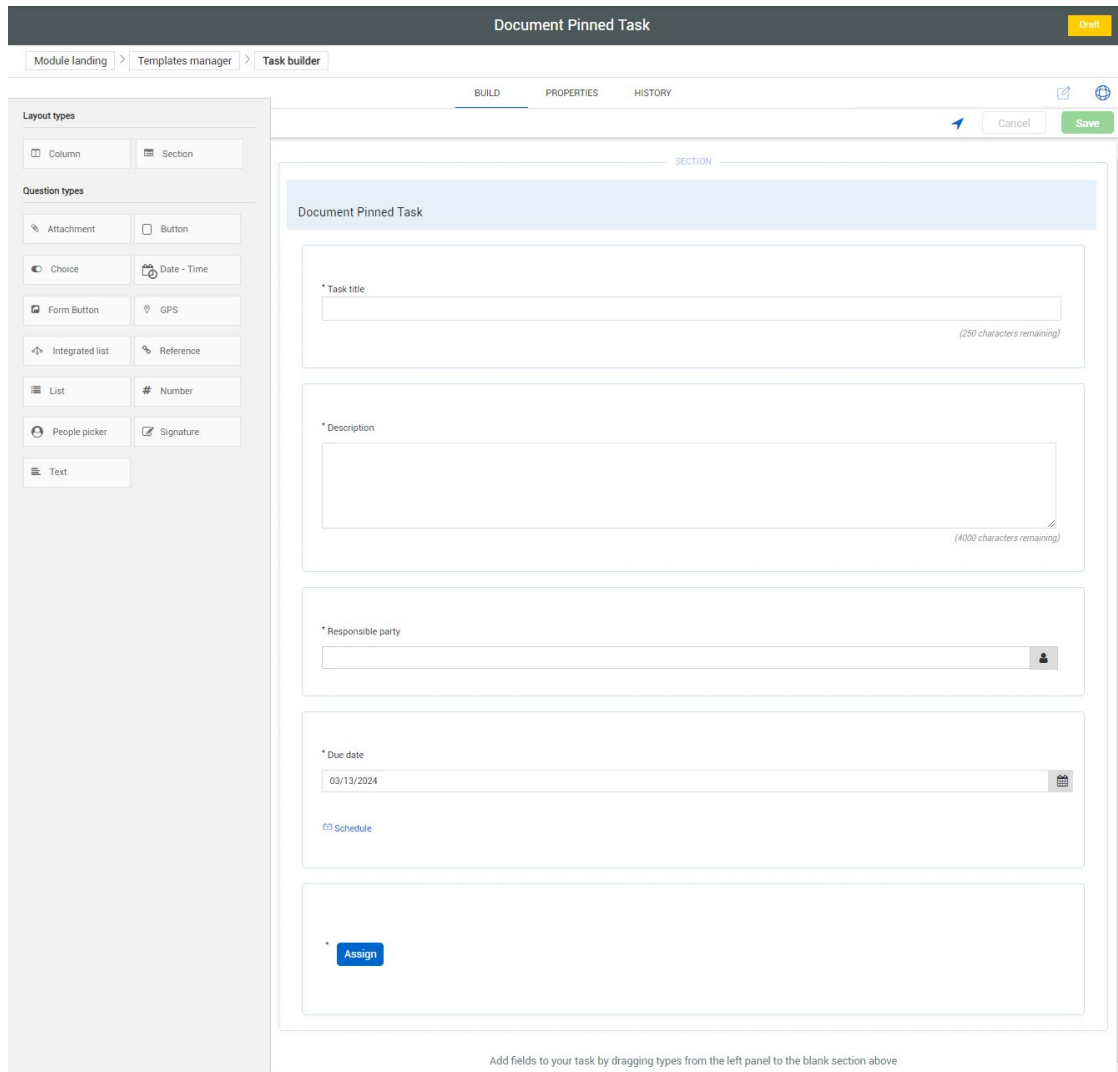 Document Pinned Task
Draft
Module landing > Templates manager > Task builder
BUILD PROPERTIES HISTORY
Cancel Save
Layout types
Column Section
Question types
Attachment Button
Choice Date - Time
Form Button GPS
Integrated list Reference
List # Number
People picker Signature
Text
SECTION
Document Pinned Task
* Task title
(250 characters remaining)
* Description
(4000 characters remaining)
* Responsible party
* Due date
03/13/2024
Schedule
* Assign
Add fields to your task by dragging types from the left panel to the blank section above